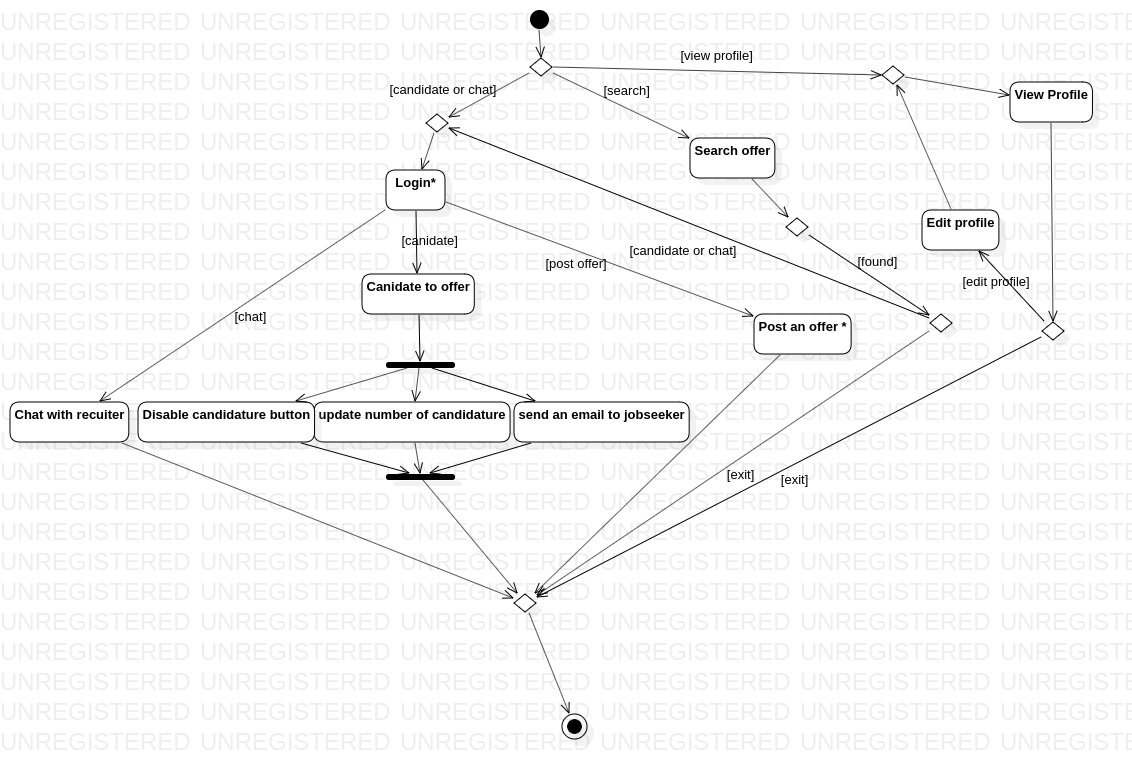 [view profile]
[candidate or chat]
[search]
View Profile
Search offer
Login*
Edit profile
[canidate]
[candidate or chat]
[post offer]
[found]
[edit profile]
Canidate to offer
[chat]
Post an offer *
Chat with recuiter
Disable candidature button
update number of candidature
send an email to jobseeker
[exit]
[exit]
UNREGISTERED UNREGISTERED UNREGISTERED UNREGISTERED UNREGISTERED UNREGISTERED